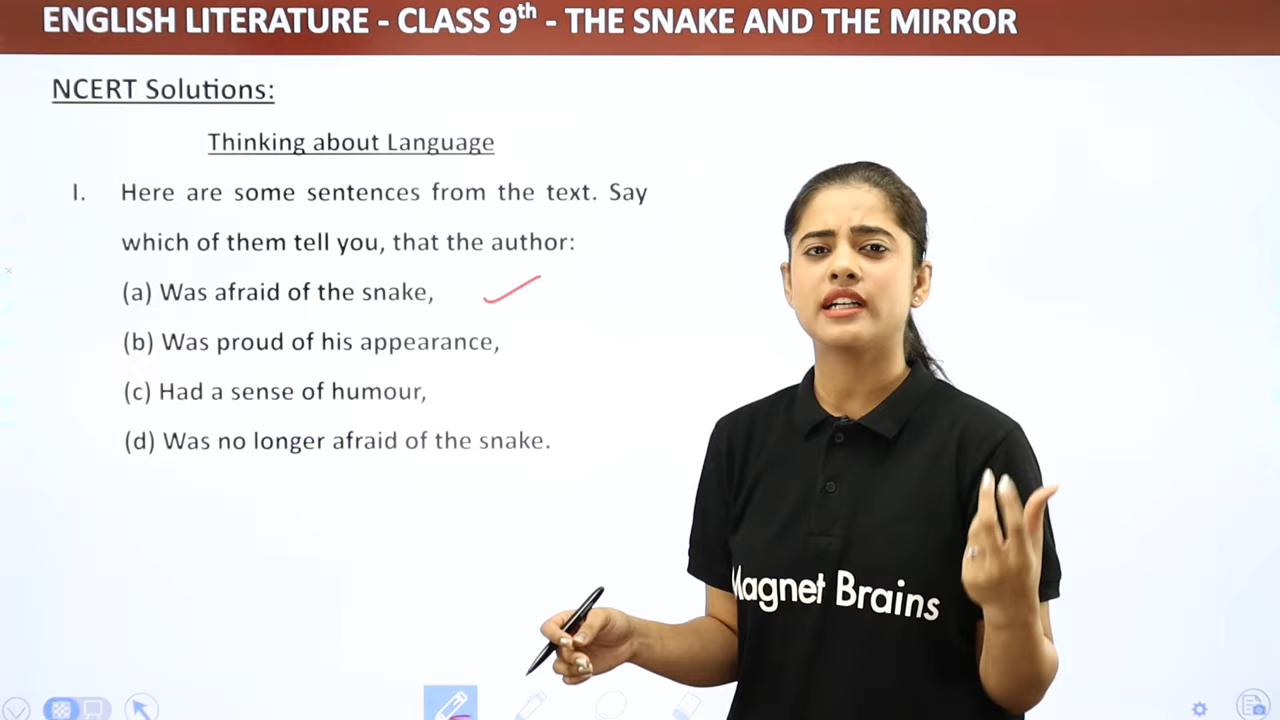 ENGLISH LITERATURE - CLASS 9th - THE SNAKE AND THE MIRROR
NCERT Solutions:
Thinking about Language
I. Here are some sentences from the text. Say
which of them tell you, that the author:
(a) Was afraid of the snake,
(b) Was proud of his appearance,
(c) Had a sense of humour,
(d) Was no longer afraid of the snake.
Magnet Brains